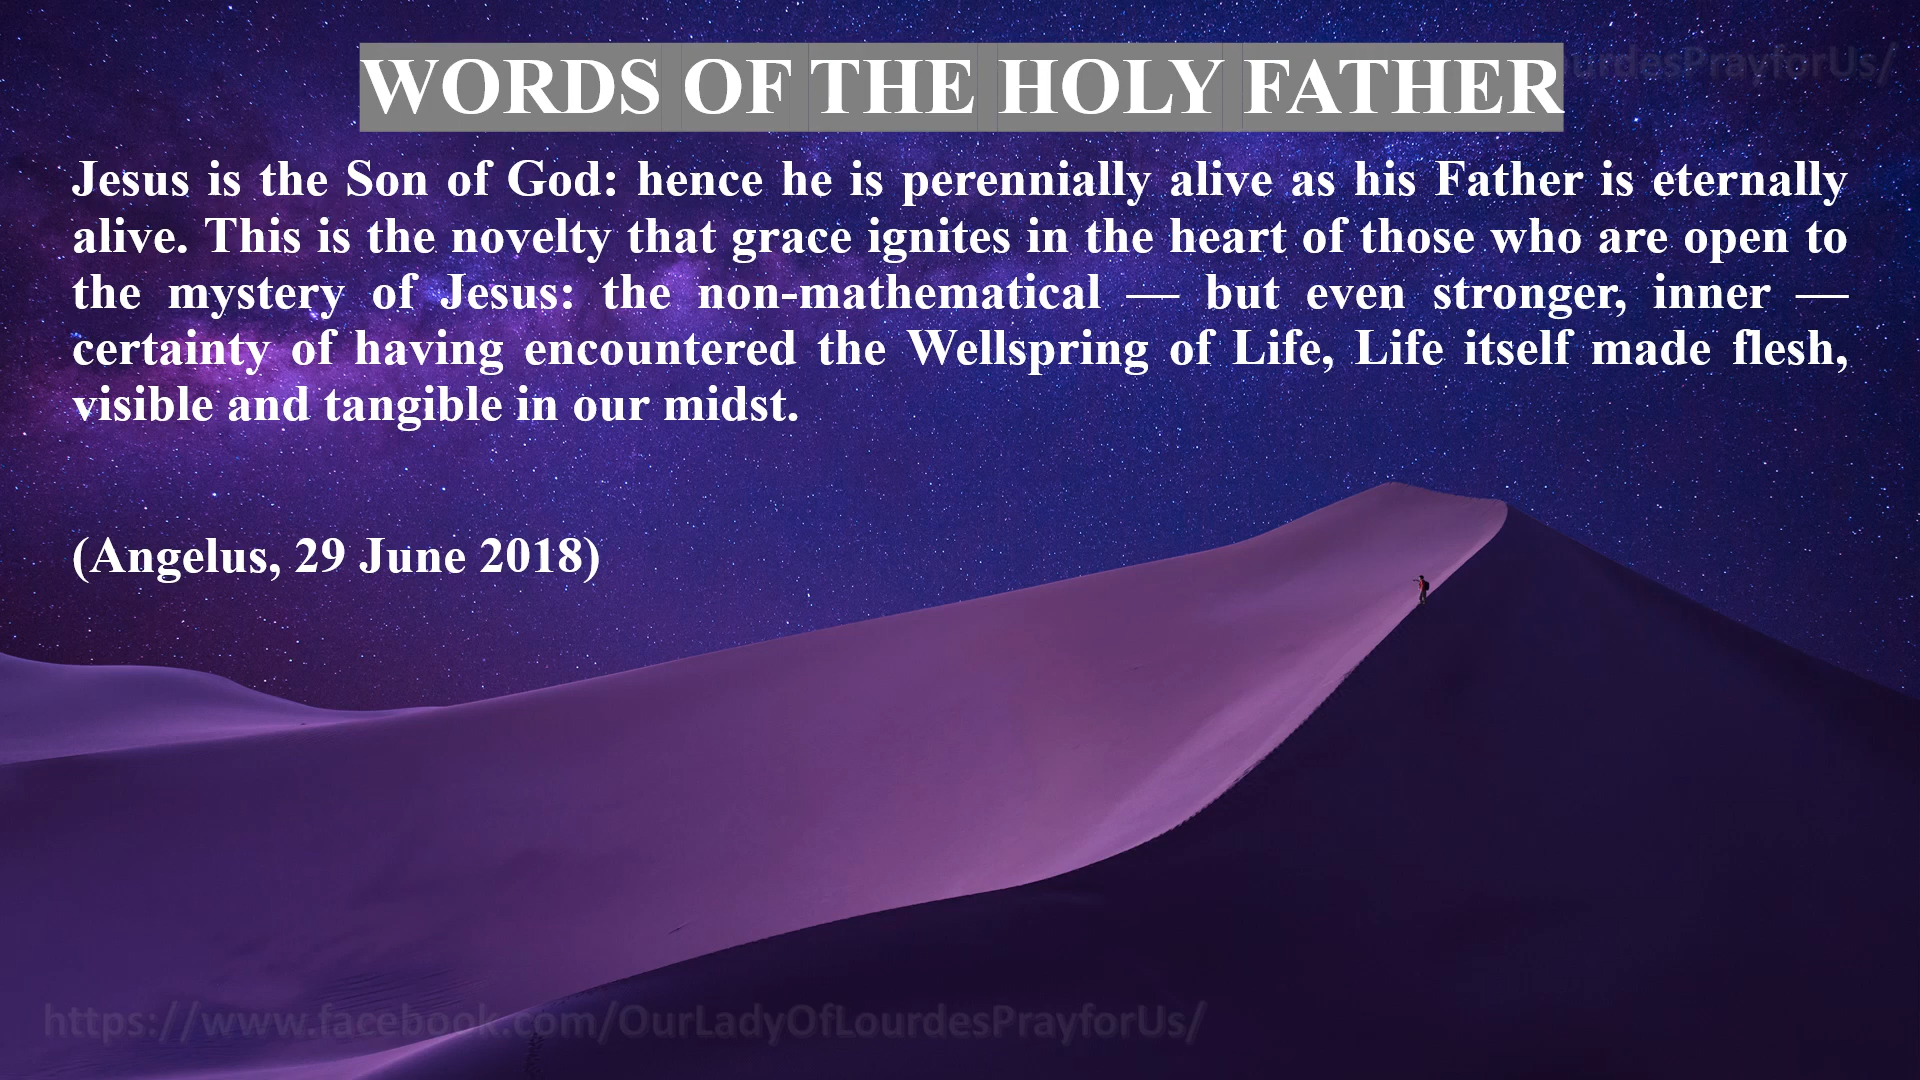 WORDS OF THE HOLY FATHER
urdesPrayforUs/
Jesus is the Son of God: hence he is perennially alive as his Father is eternally
alive. This is the novelty that grace ignites in the heart of those who are open to
the mystery of Jesus: the non-mathematical — but even stronger, inner —
certainty of having encountered the Wellspring of Life, Life itself made flesh,
visible and tangible in our midst.
(Angelus, 29 June 2018)
https://www.facebook.com/OurLadyOfLourdesPrayforUs/